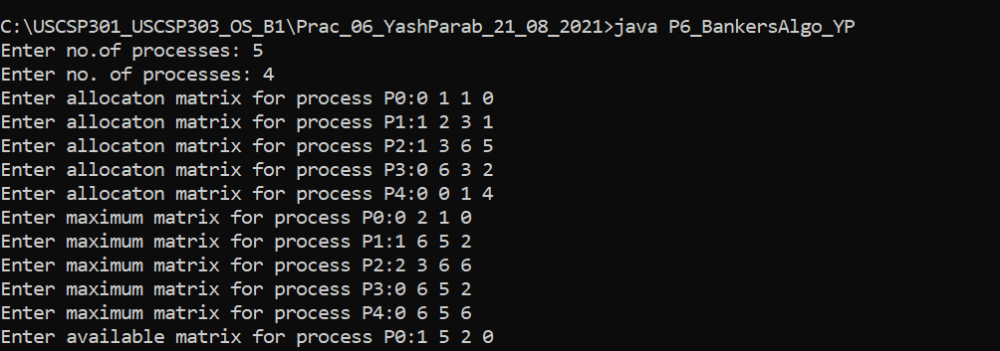 C:\USCSP301_USCSP303_OS_B1\Prac_06_YashParab_21_08_2021>java P6_BankersAlgo_YP
Enter no.of processes: 5
Enter no. of processes: 4
Enter allocaton matrix for process P0:0 1 1 0
Enter allocaton matrix for process P1:1 2 3 1
Enter allocaton matrix for process P2:1 3 6 5
Enter allocaton matrix for process P3:0 6 3 2
Enter allocaton matrix for process P4:0 0 1 4
Enter maximum matrix for process P0:0 2 1 0
Enter maximum matrix for process P1:1 6 5 2
Enter maximum matrix for process P2:2 3 6 6
Enter maximum matrix for process P3:0 6 5 2
Enter maximum matrix for process P4:0 6 5 6
Enter available matrix for process P0:1 5 2 0